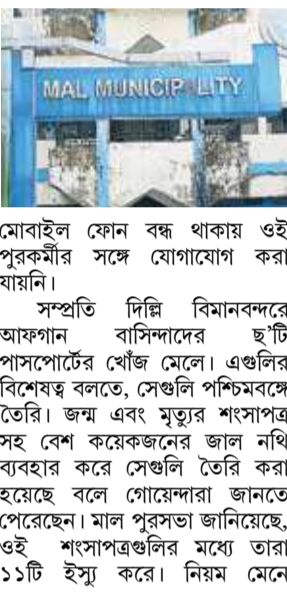 MAL MUNICIP LITY
মোবাইল ফোন বন্ধ থাকায় ওই
পুরকর্মীর সঙ্গে যোগাযোগ করা
যায়নি।
সম্প্রতি দিল্লি বিমানবন্দরে
আফগান বাসিন্দাদের ছ'টি
পাসপোর্টের খোঁজ মেলে। এগুলির
বিশেষত্ব বলতে, সেগুলি পশ্চিমবঙ্গে
তৈরি। জন্ম এবং মৃত্যুর শংসাপত্র
সহ বেশ কয়েকজনের জাল নথি
ব্যবহার করে সেগুলি তৈরি করা
হয়েছে বলে গোয়েন্দারা জানতে
পেরেছেন। মাল পুরসভা জানিয়েছে,
ওই শংসাপত্রগুলির মধ্যে তারা
১১টি ইস্যু করে। নিয়ম মেনে